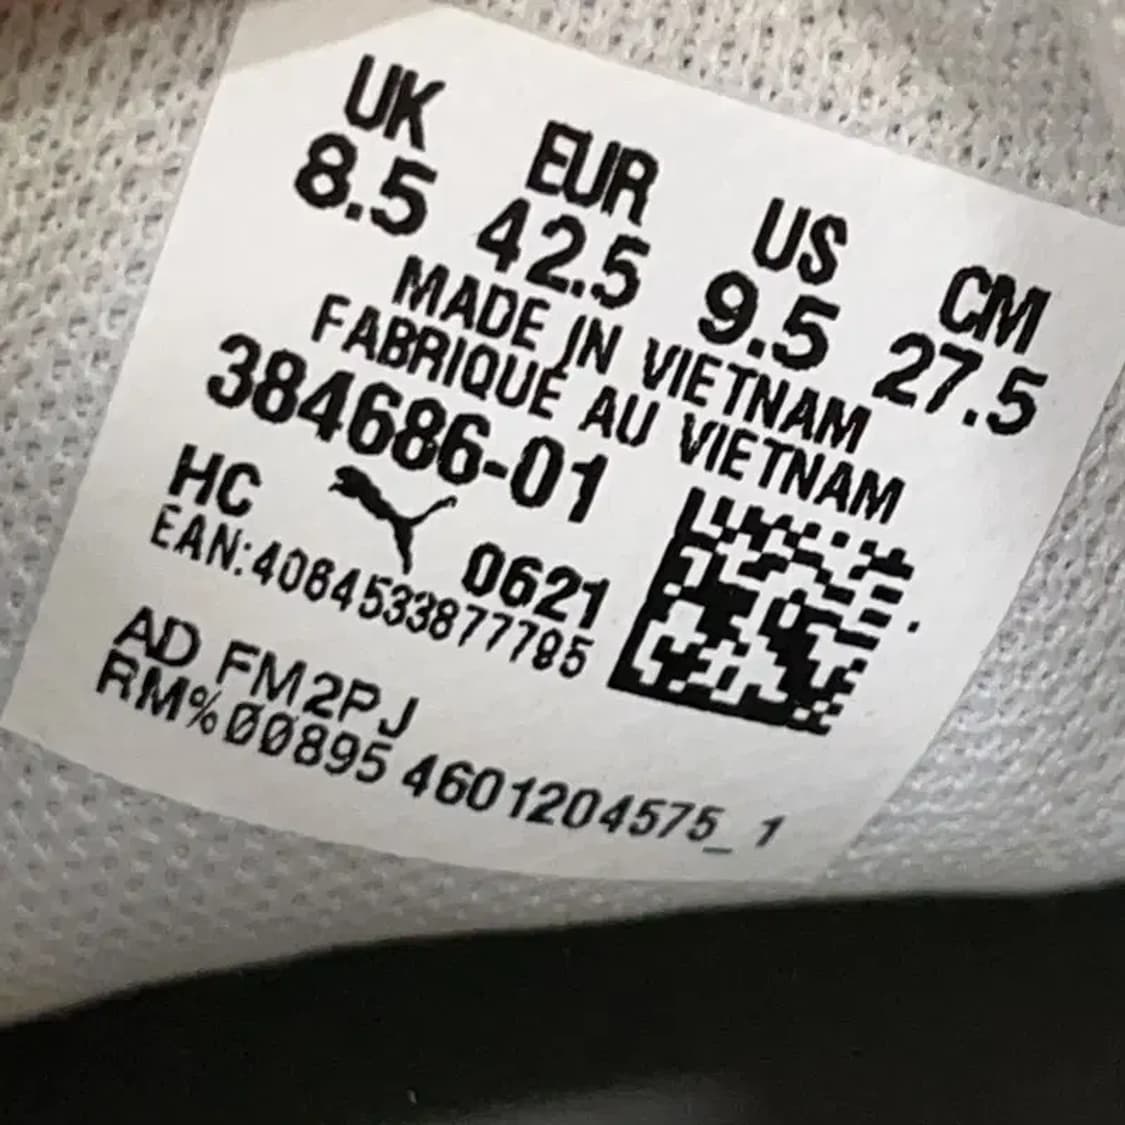 UK EUR US CM
8.5 42.5 9.5 27.5
MADE IN VIETNAM
FABRIQUÉ AU VIETNAM
384686-01
HC 0621
EAN:4064533877795
AD FM2PJ
RM%00895 4601204575_1